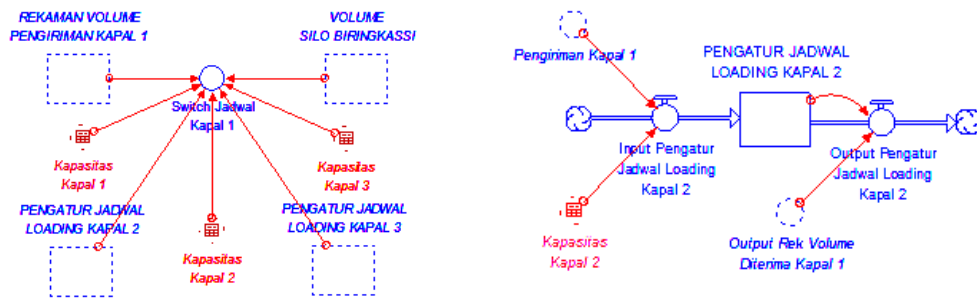 REKAMAN VOLUME
PENGIRIMAN KAPAL 1
VOLUME
SILO BIRINGKASSI
Switch Jadwal
Kapal 1
Kapasitas
Kapal 1
Kapasitas
Kapal 3
PENGATUR JADWAL
LOADING KAPAL 2
PENGATUR JADWAL
LOADING KAPAL 3
Kapasitas
Kapal 2
Pengiriman Kapal 1
PENGATUR JADWAL
LOADING KAPAL 2
Input Pengatur
Jadwal Loading
Kapal 2
Output Pengatur
Jadwal Loading
Kapal 2
Kapasitas
Kapal 2
Output Rek Volume
Diterima Kapal 1